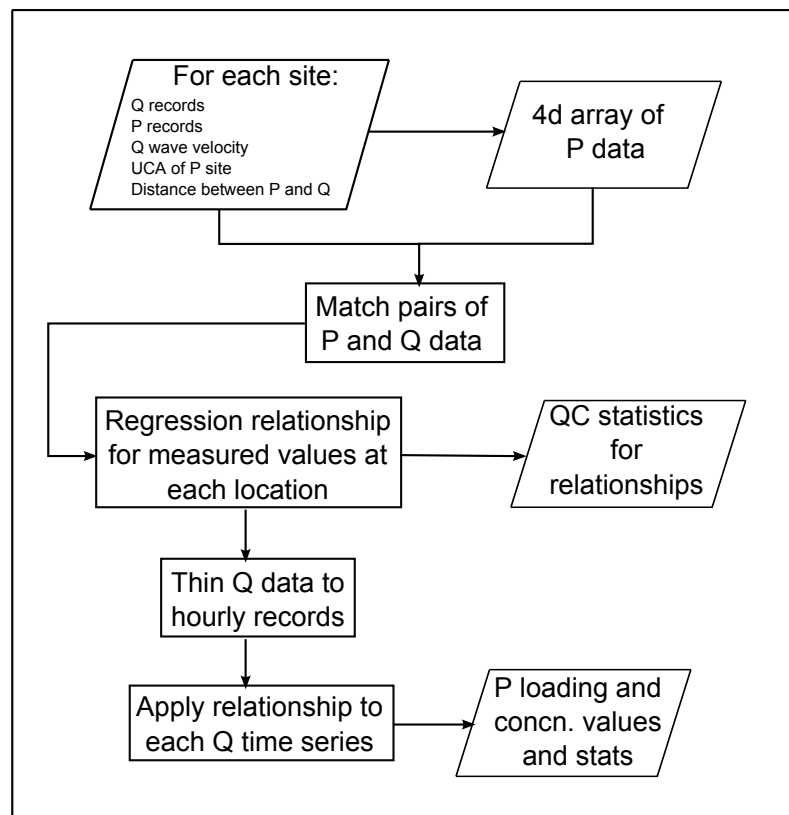 For each site:
Q records
P records
Q wave velocity
UCA of P site
Distance between P and Q
4d array of
P data
Match pairs of
P and Q data
Regression relationship
for measured values at
each location
QC statistics
for
relationships
Thin Q data to
hourly records
Apply relationship to
each Q time series
P loading and
concn. values
and stats